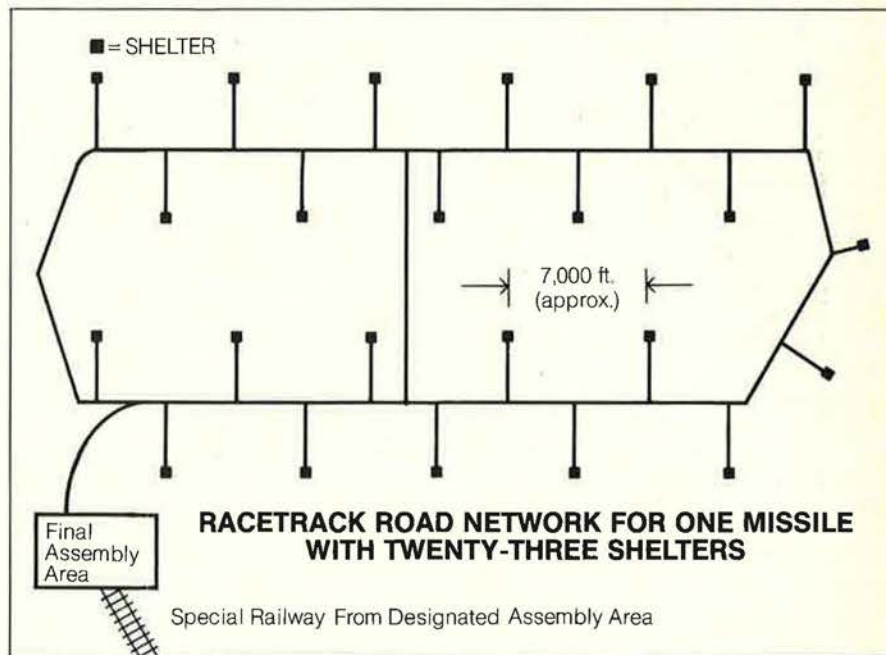 = SHELTER
7,000 ft.
(approx.)
RACETRACK ROAD NETWORK FOR ONE MISSILE
WITH TWENTY-THREE SHELTERS
Final
Assembly
Area
Special Railway From Designated Assembly Area